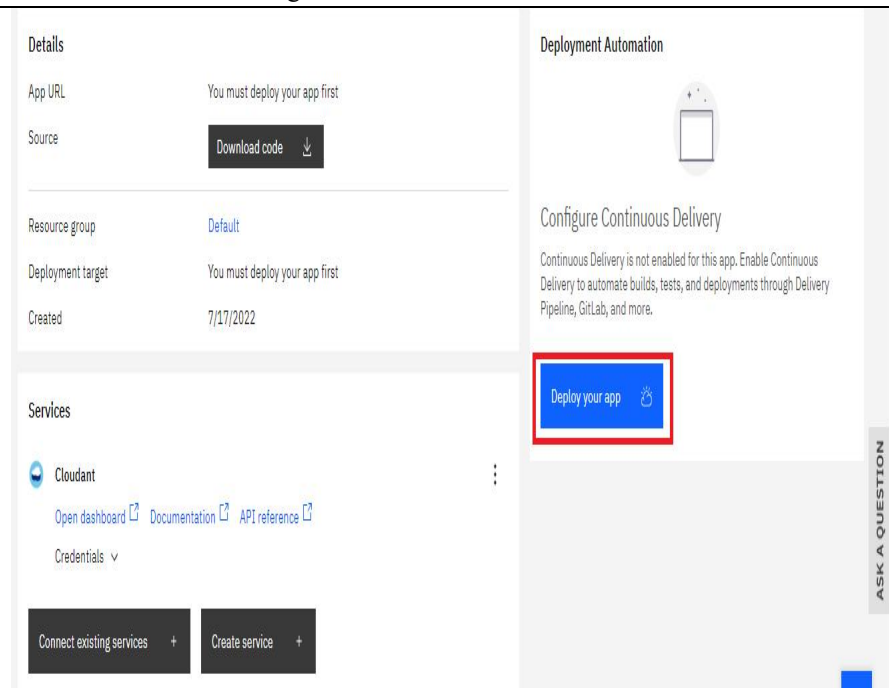 Details
App URL You must deploy your app first
Source Download code
Resource group Default
Deployment target You must deploy your app first
Created 7/17/2022
Services
Cloudant
Open dashboard Documentation API reference
Credentials
Connect existing services + Create service +
Deployment Automation
Configure Continuous Delivery
Continuous Delivery is not enabled for this app. Enable Continuous
Delivery to automate builds, tests, and deployments through Delivery
Pipeline, GitLab, and more.
Deploy your app
ASK A QUESTION